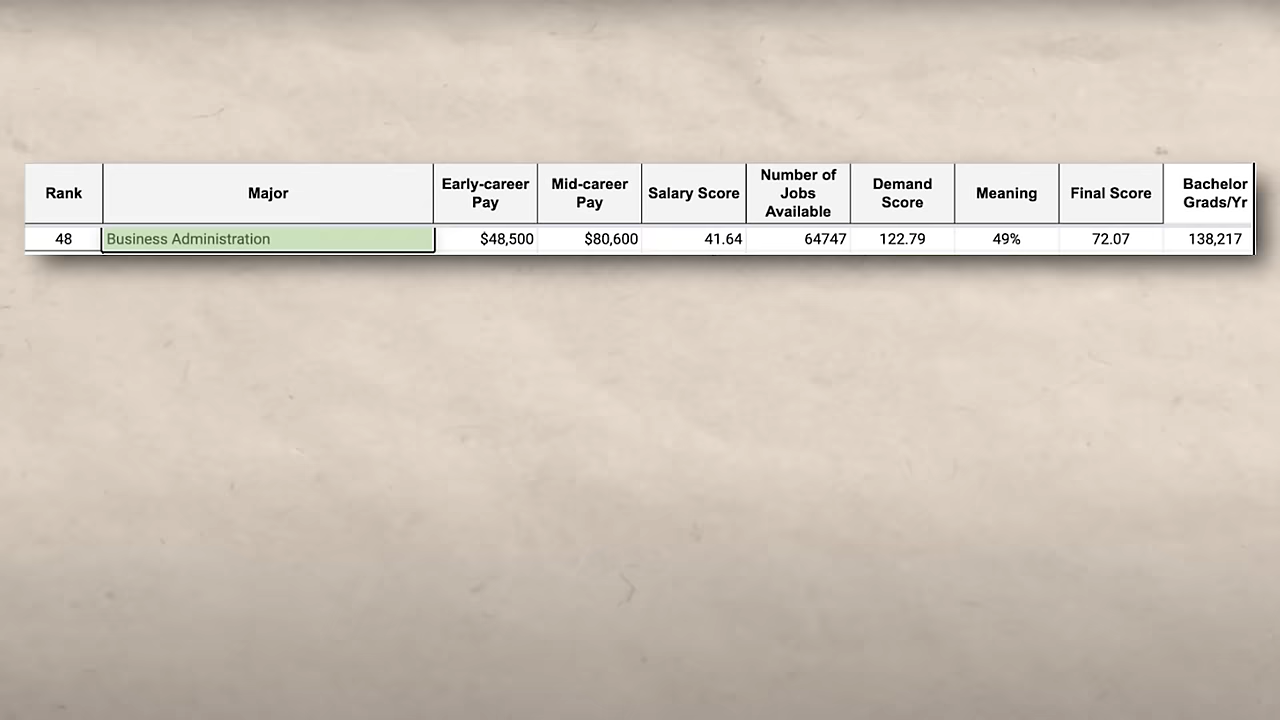 Rank Major Early-career Pay Mid-career Pay Salary Score Number of Jobs Available Demand Score Meaning Final Score Bachelor Grads/Yr
48 Business Administration $48,500 $80,600 41.64 64747 122.79 49% 72.07 138,217